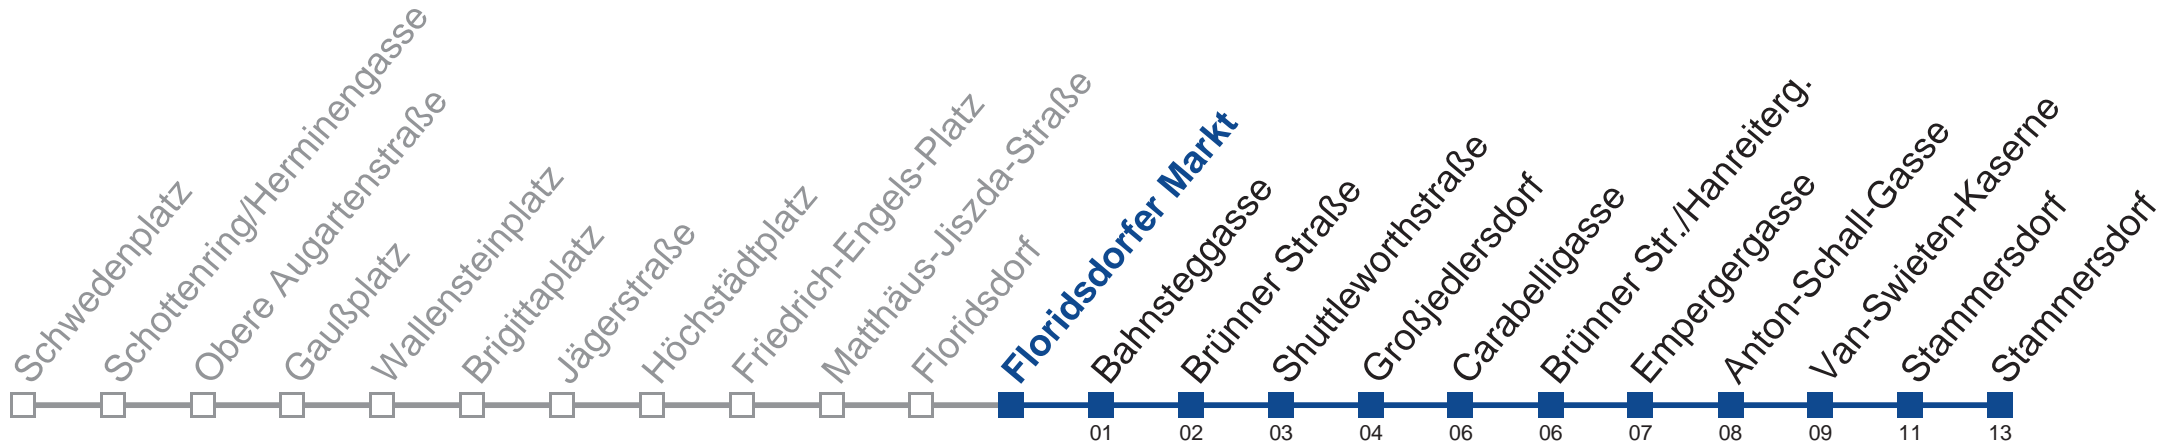 Schwedenplatz
Schottenring/Herminengasse
Obere Augartenstraße
Gaußplatz
Wallensteinplatz
Brigittaplatz
Jägerstraße
Höchstädtplatz
Friedrich-Engels-Platz
Matthäus-Jiszda-Straße
Floridsdorf
Floridsdorfer Markt
Bahnsteggasse
Brünner Straße
Shuttleworthstraße
Großjedlersdorf
Carabelligasse
Brünner Str./Hanreiterg.
Empergergasse
Anton-Schall-Gasse
Van-Swieten-Kaserne
Stammersdorf
Stammersdorf
01 02 03 04 06 06 07 08 09 11 13